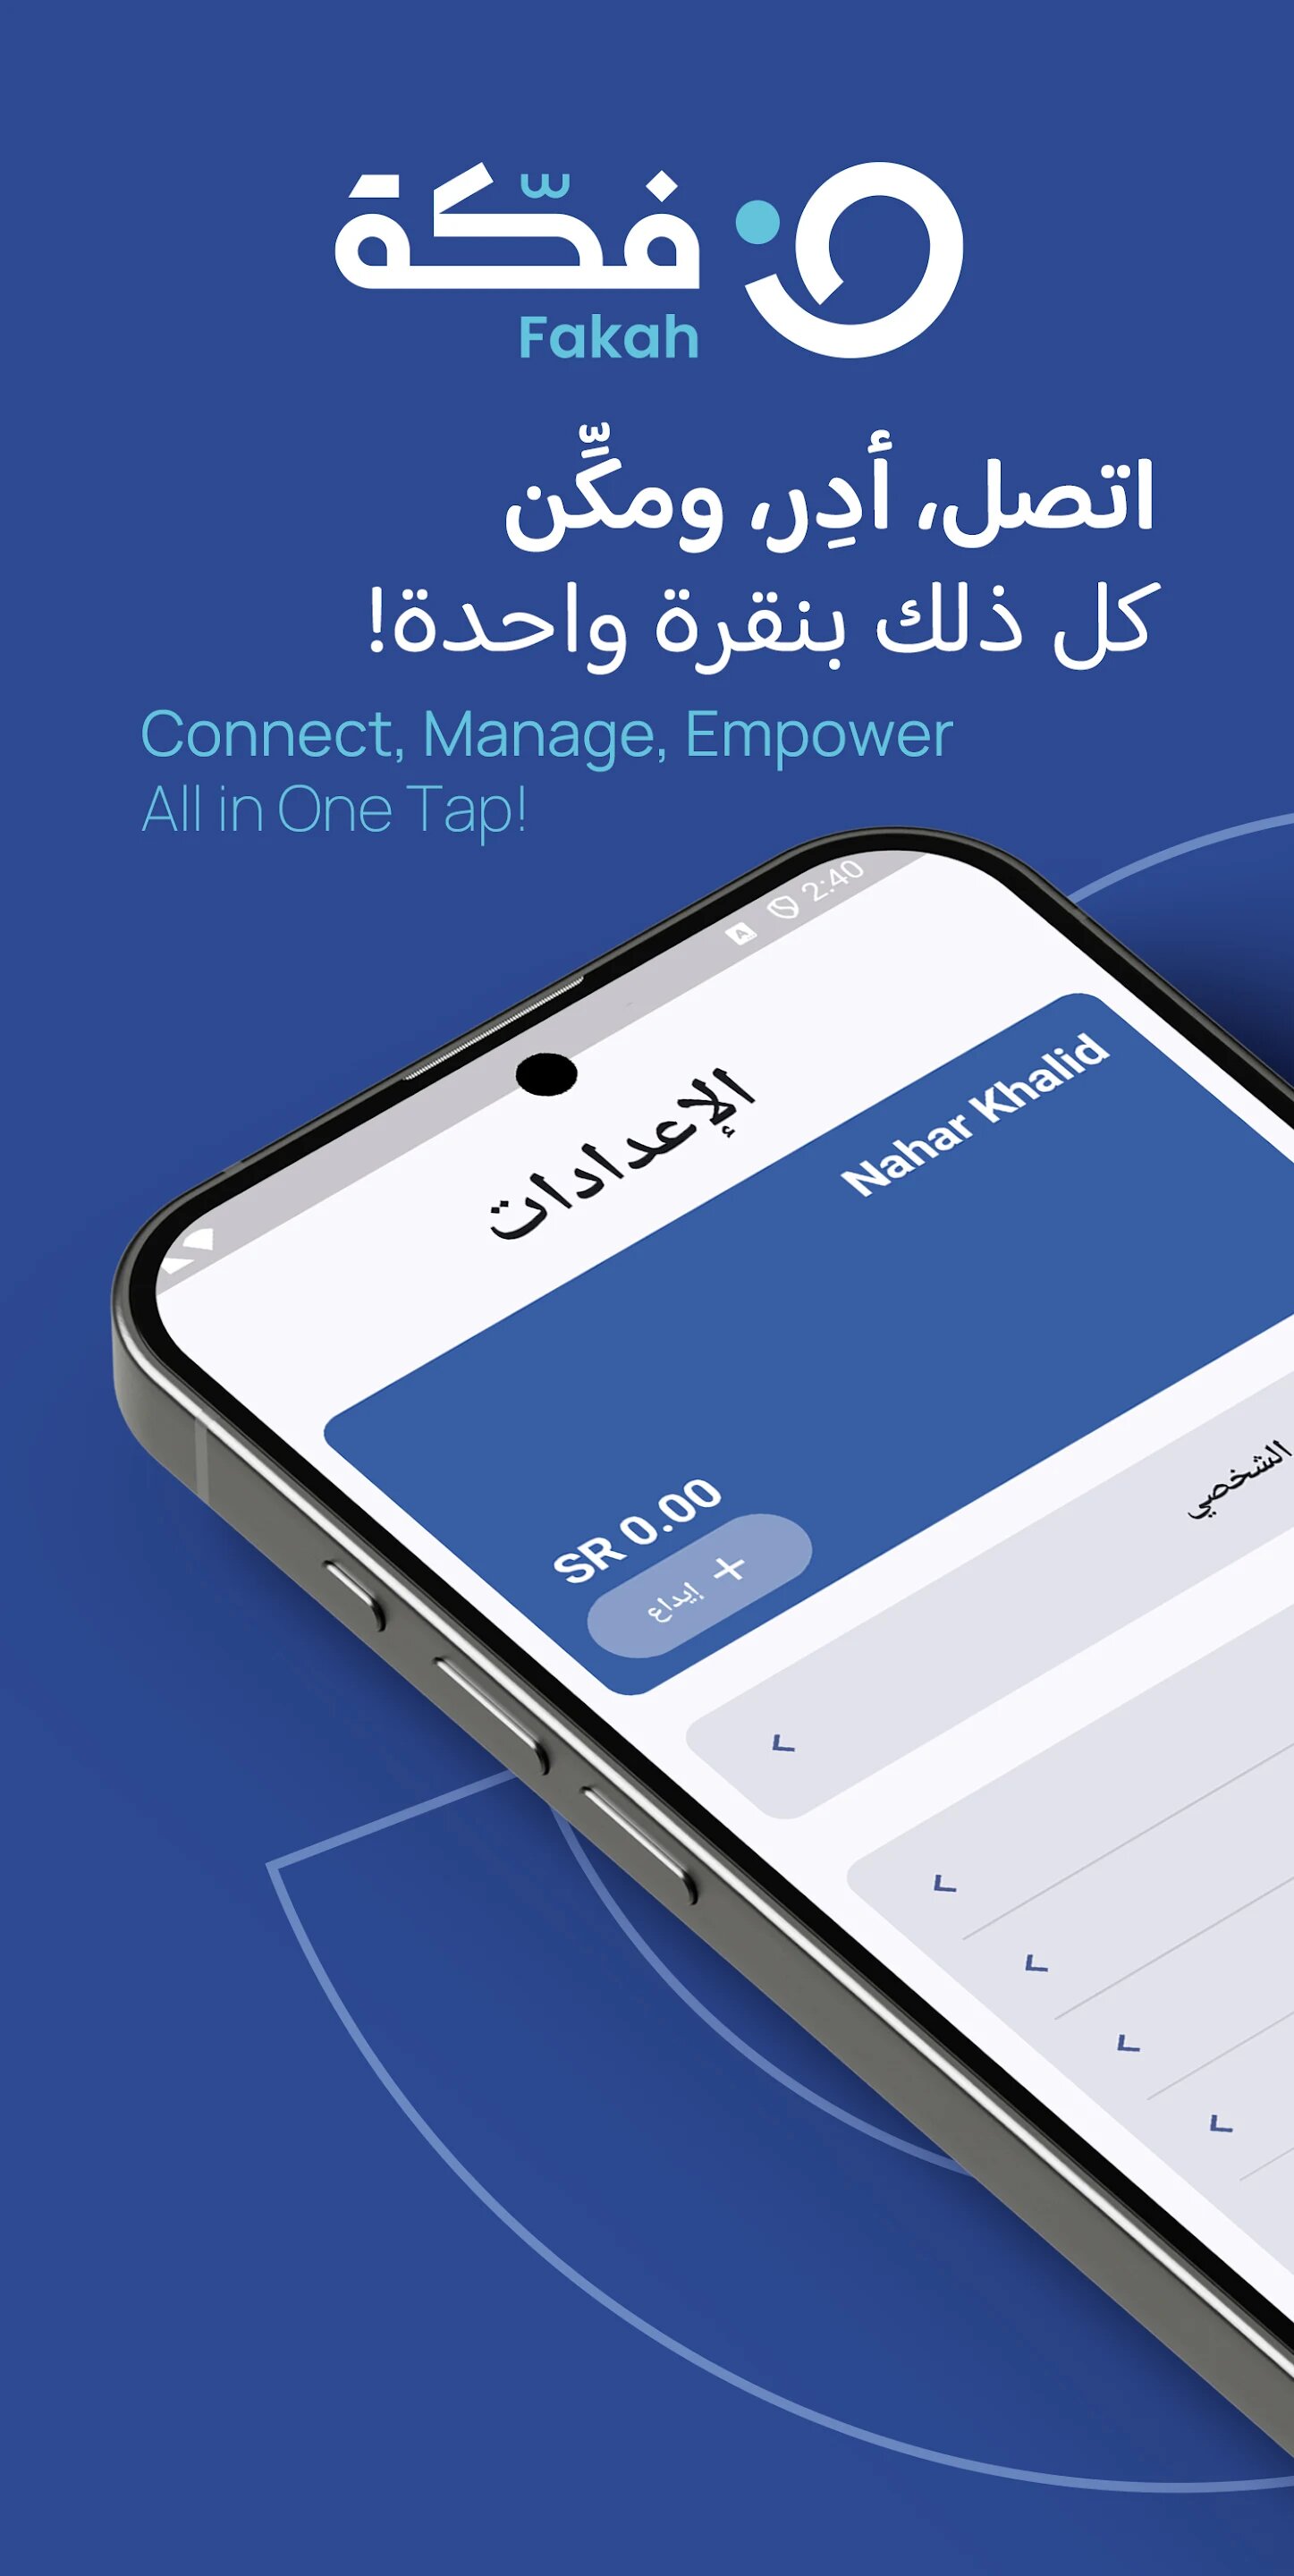 فكّة
Fakah
اتصل، أدِر، ومكِّن
كل ذلك بنقرة واحدة!
Connect, Manage, Empower
All in One Tap!
2:40
الإعدادات
Nahar Khalid
SR 0.00
+ إيداع
الشخصي